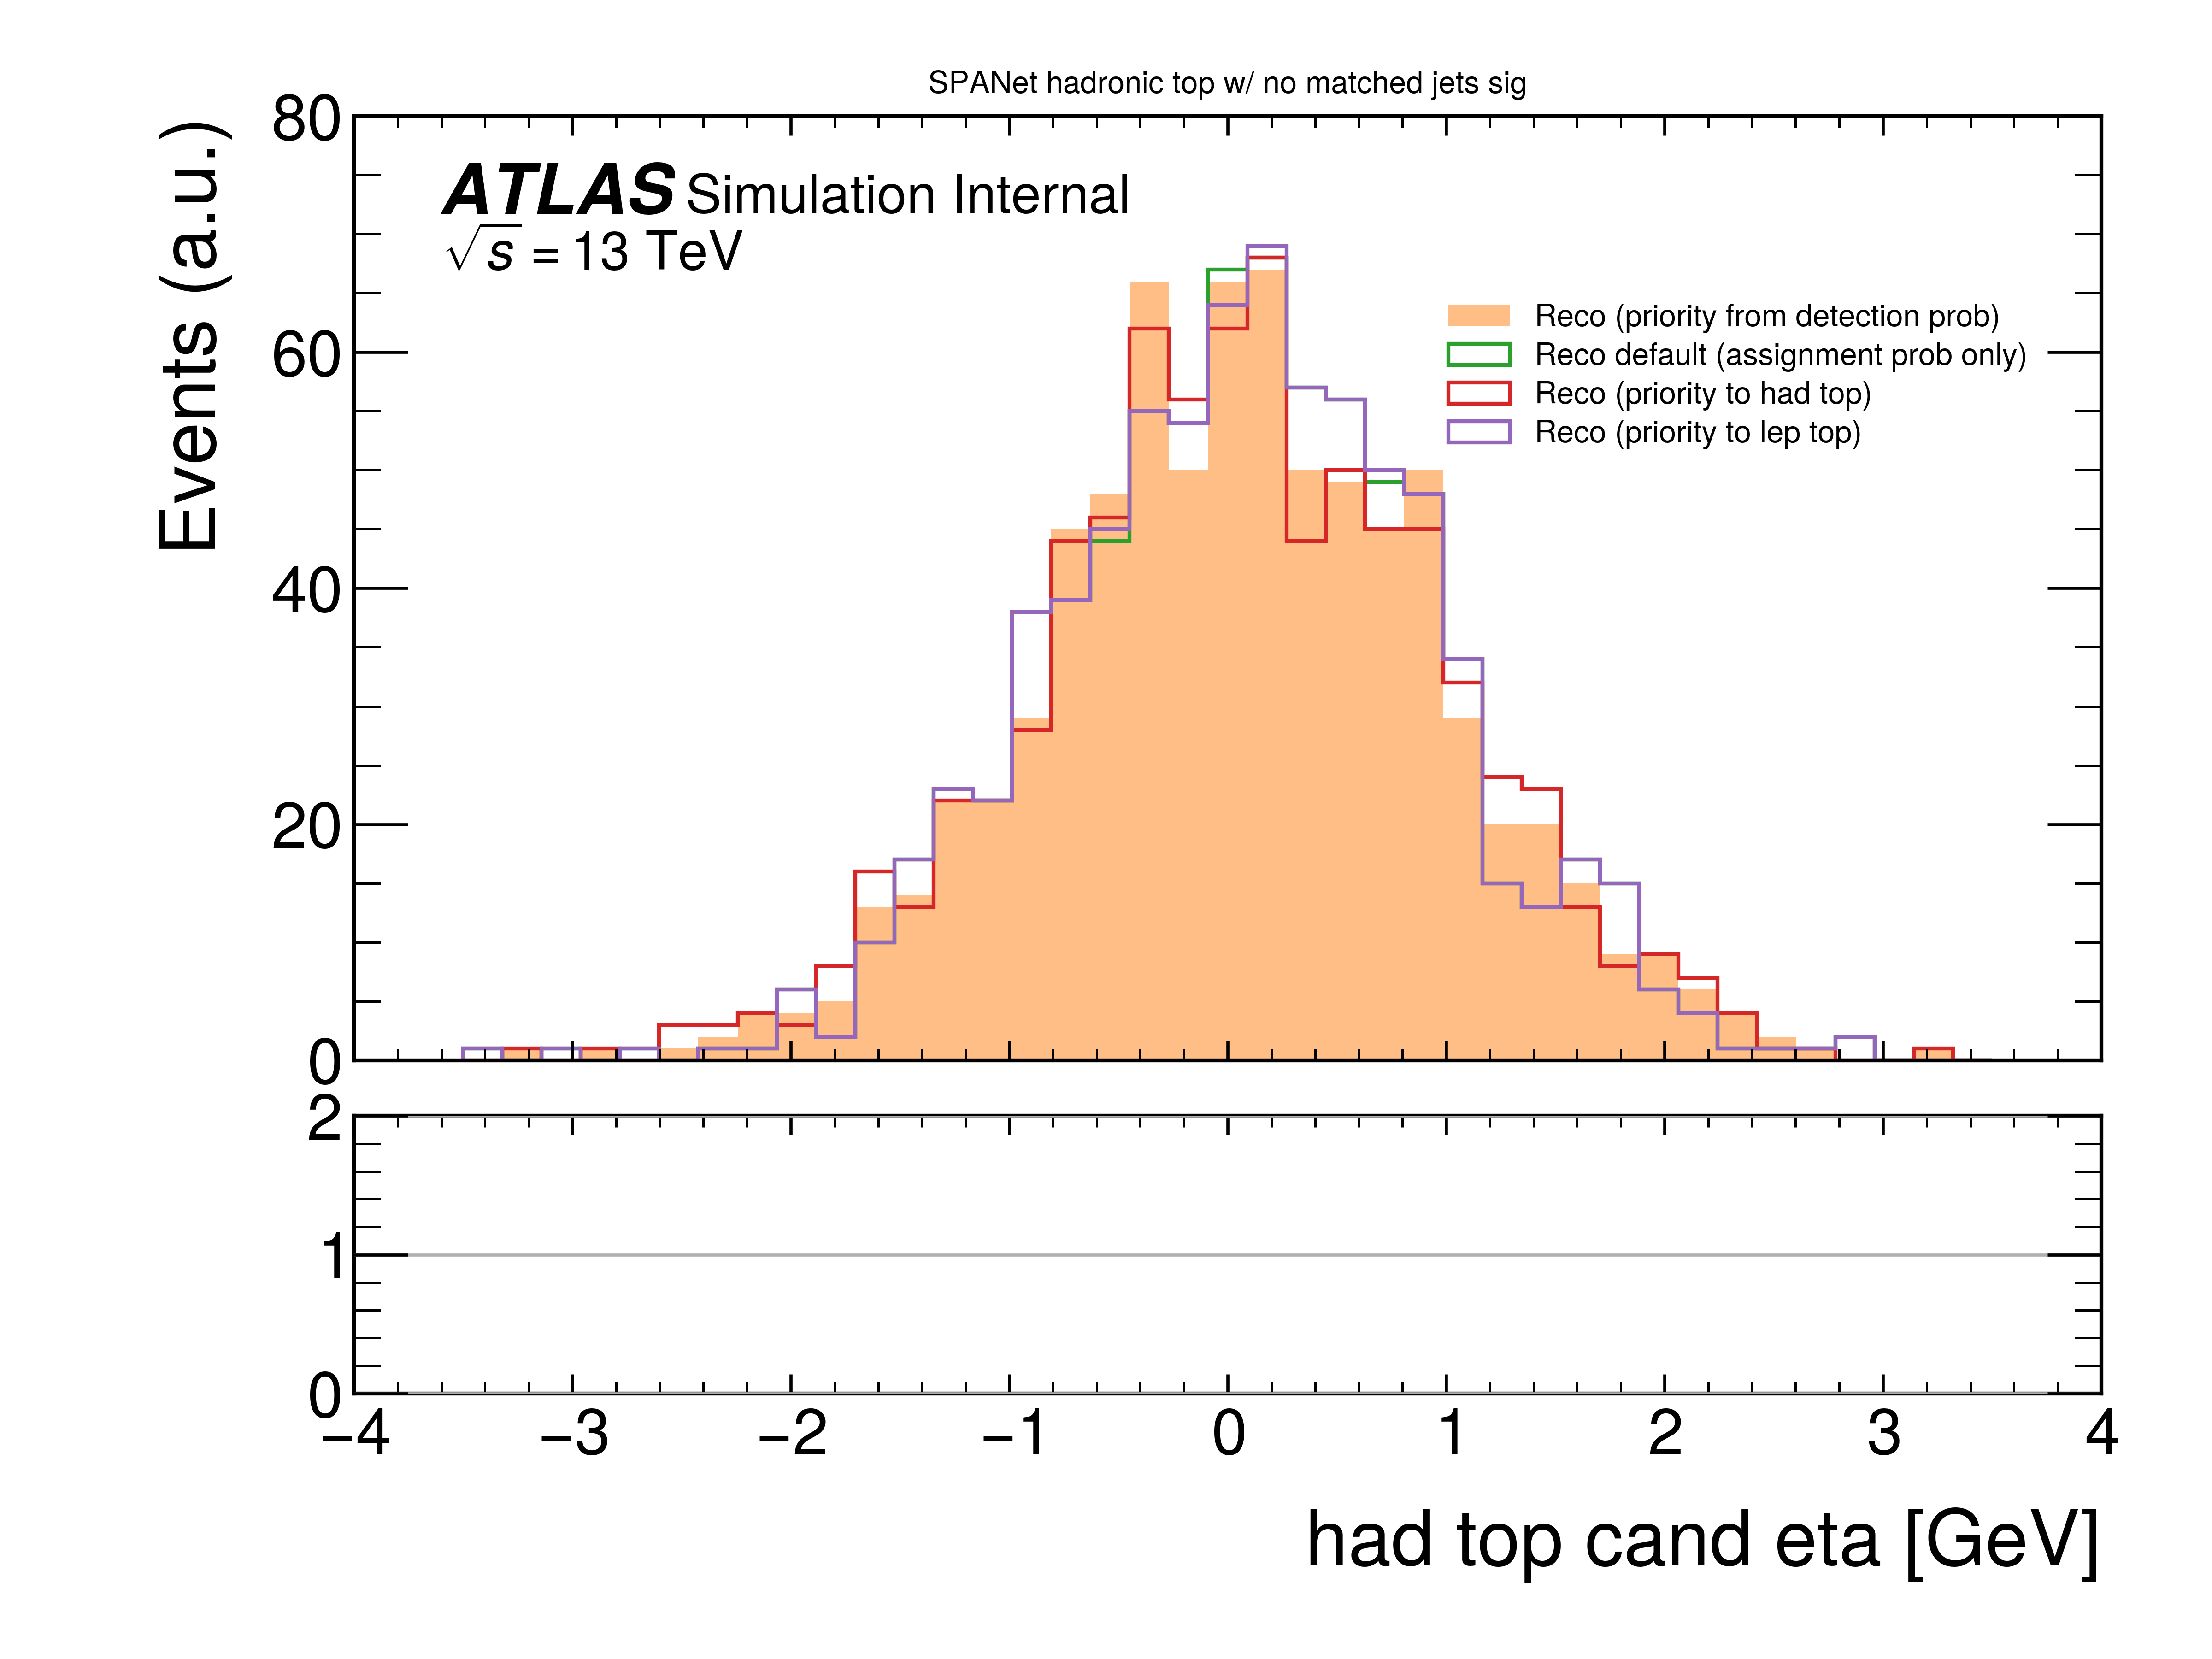 SPANet hadronic top w/ no matched jets sig
80
60
40
20
0
Events (a.u.)
ATLAS Simulation Internal
√s = 13 TeV
Reco (priority from detection prob)
Reco default (assignment prob only)
Reco (priority to had top)
Reco (priority to lep top)
2
1
0
−4 −3 −2 −1 0 1 2 3 4
had top cand eta [GeV]